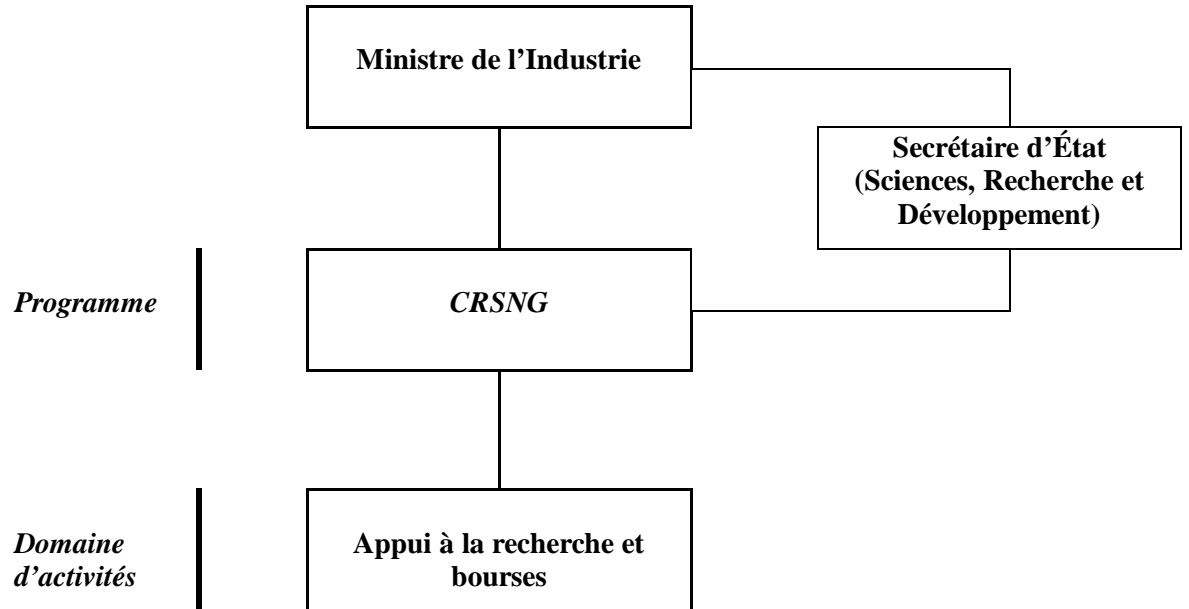 Ministre de l’Industrie
Secrétaire d’État
(Sciences, Recherche et
Développement)
Programme
CRSNG
Domaine
d’activités
Appui à la recherche et
bourses